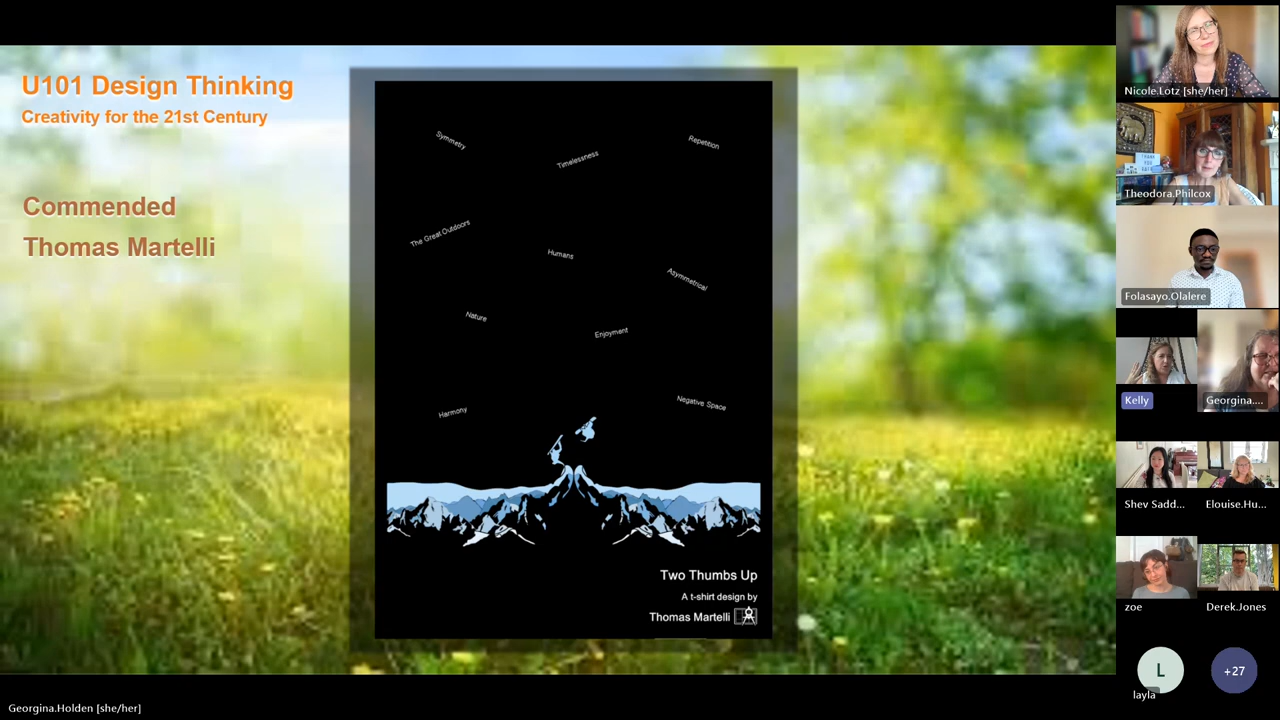 U101 Design Thinking
Creativity for the 21st Century
Commended
Thomas Martelli
Symmetry
Timelessness
Repetition
The Great Outdoors
Humans
Asymmetrical
Nature
Enjoyment
Harmony
Negative Space
Two Thumbs Up
A t-shirt design by
Thomas Martelli
Nicole.Lotz [she/her]
THANK YOU
Theodora.Philcox
Folasayo.Olalere
Kelly
Georgina....
Shev Sadd...
Elouise.Hu...
zoe
Derek.Jones
L
layla
+27
Georgina.Holden [she/her]